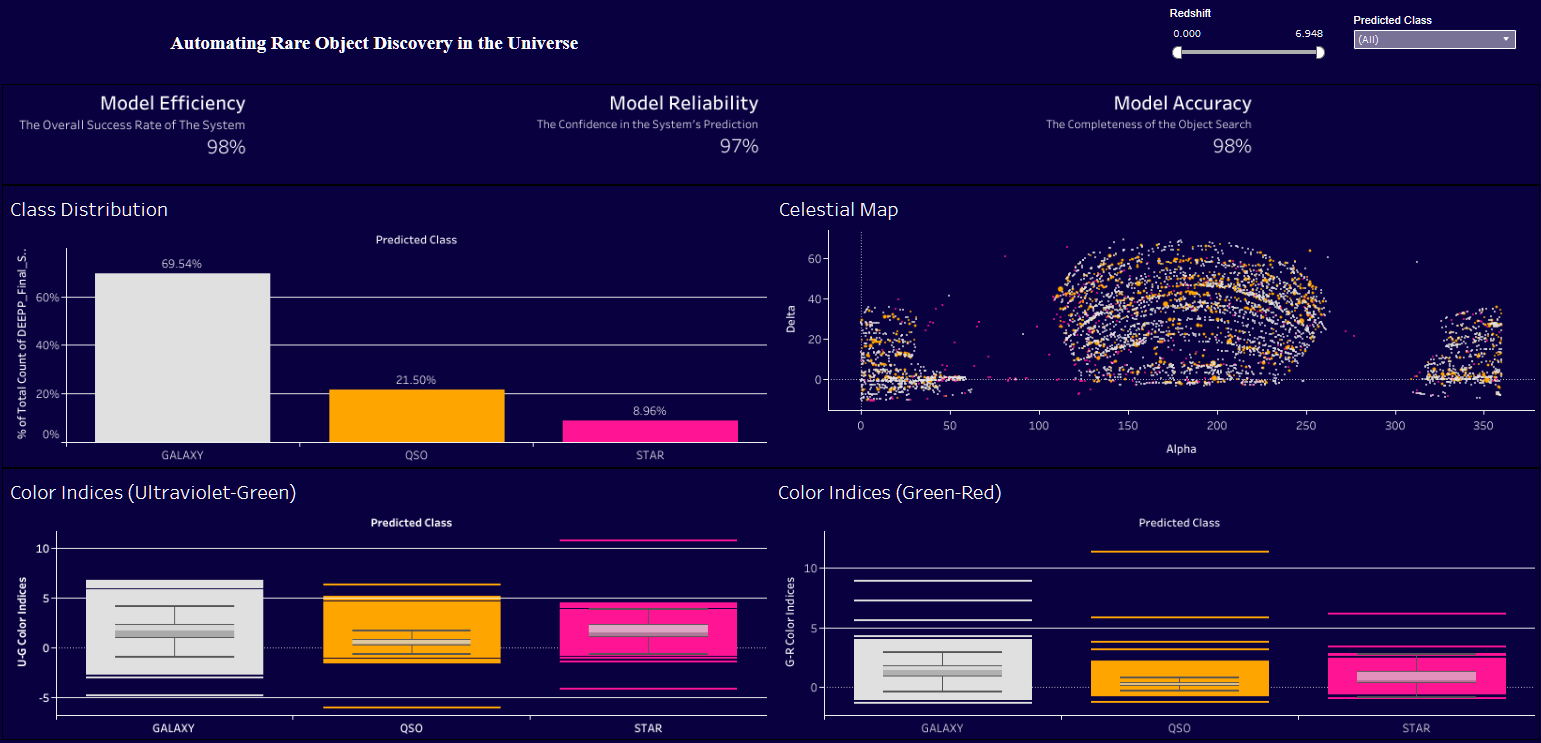 Automating Rare Object Discovery in the Universe
Redshift
0.000 6.948
Predicted Class
(All)
Model Efficiency
The Overall Success Rate of The System
98%
Model Reliability
The Confidence in the System's Prediction
97%
Model Accuracy
The Completeness of the Object Search
98%
Class Distribution
Predicted Class
% of Total Count of DEEPP_Final_S..
60%
40%
20%
0%
69.54%
21.50%
8.96%
GALAXY QSO STAR
Celestial Map
Delta
60
40
20
0
0 50 100 150 200 250 300 350
Alpha
Color Indices (Ultraviolet-Green)
Predicted Class
U-G Color Indices
10
5
0
-5
GALAXY QSO STAR
Color Indices (Green-Red)
Predicted Class
G-R Color Indices
10
5
0
GALAXY QSO STAR